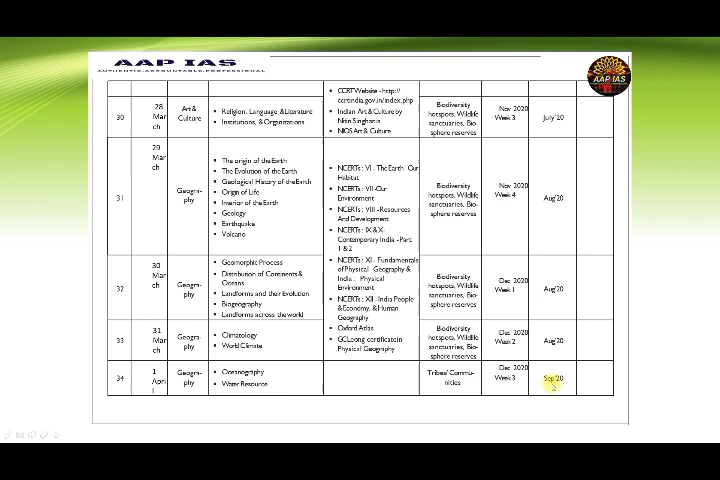 AAP IAS
AUTHENTIC.ACCOUNTABLE.PROFESSIONAL
AAP IAS
30
28
Mar
ch
Art &
Culture
Religion, Language & Literature
Institutions, & Organizations
CCRT Website - http://
ccrtindia.gov.in/index.php
Indian Art & Culture by
Nitin Singhania
NIOS Art & Culture
Biodiversity
hotspots, Wildlife
sanctuaries, Bio-
sphere reserves
Nov 2020
Week 3
July'20
31
29
Mar
ch
Geogra-
phy
The origin of the Earth
The Evolution of the Earth
Geological History of the Earth
Origin of Life
Interior of the Earth
Geology
Earthquake
Volcano
NCERTs : VI - The Earth Our
Habitat
NCERTs : VII - Our
Environment
NCERTs : VIII - Resources
And Development
NCERTs : IX & X -
Contemporary India - Part
1 & 2
NCERTs : XI - Fundamentals
of Physical Geography &
India : Physical
Environment
NCERTs : XII - India People
& Economy, & Human
Geography
Oxford Atlas
GC Leong certificate in
Physical Geography
Biodiversity
hotspots, Wildlife
sanctuaries, Bio-
sphere reserves
Nov 2020
Week 4
Aug'20
32
30
Mar
ch
Geogra-
phy
Geomorphic Process
Distribution of Continents &
Oceans
Landforms and their Evolution
Biogeography
Landforms across the world
Biodiversity
hotspots, Wildlife
sanctuaries, Bio-
sphere reserves
Dec 2020
Week 1
Aug'20
33
31
Mar
ch
Geogra-
phy
Climatology
World Climate
Biodiversity
hotspots, Wildlife
sanctuaries, Bio-
sphere reserves
Dec 2020
Week 2
Aug'20
34
1
Apri
l
Geogra-
phy
Oceanography
Water Resource
Tribes' Commu-
nities
Dec 2020
Week 3
Sep'20